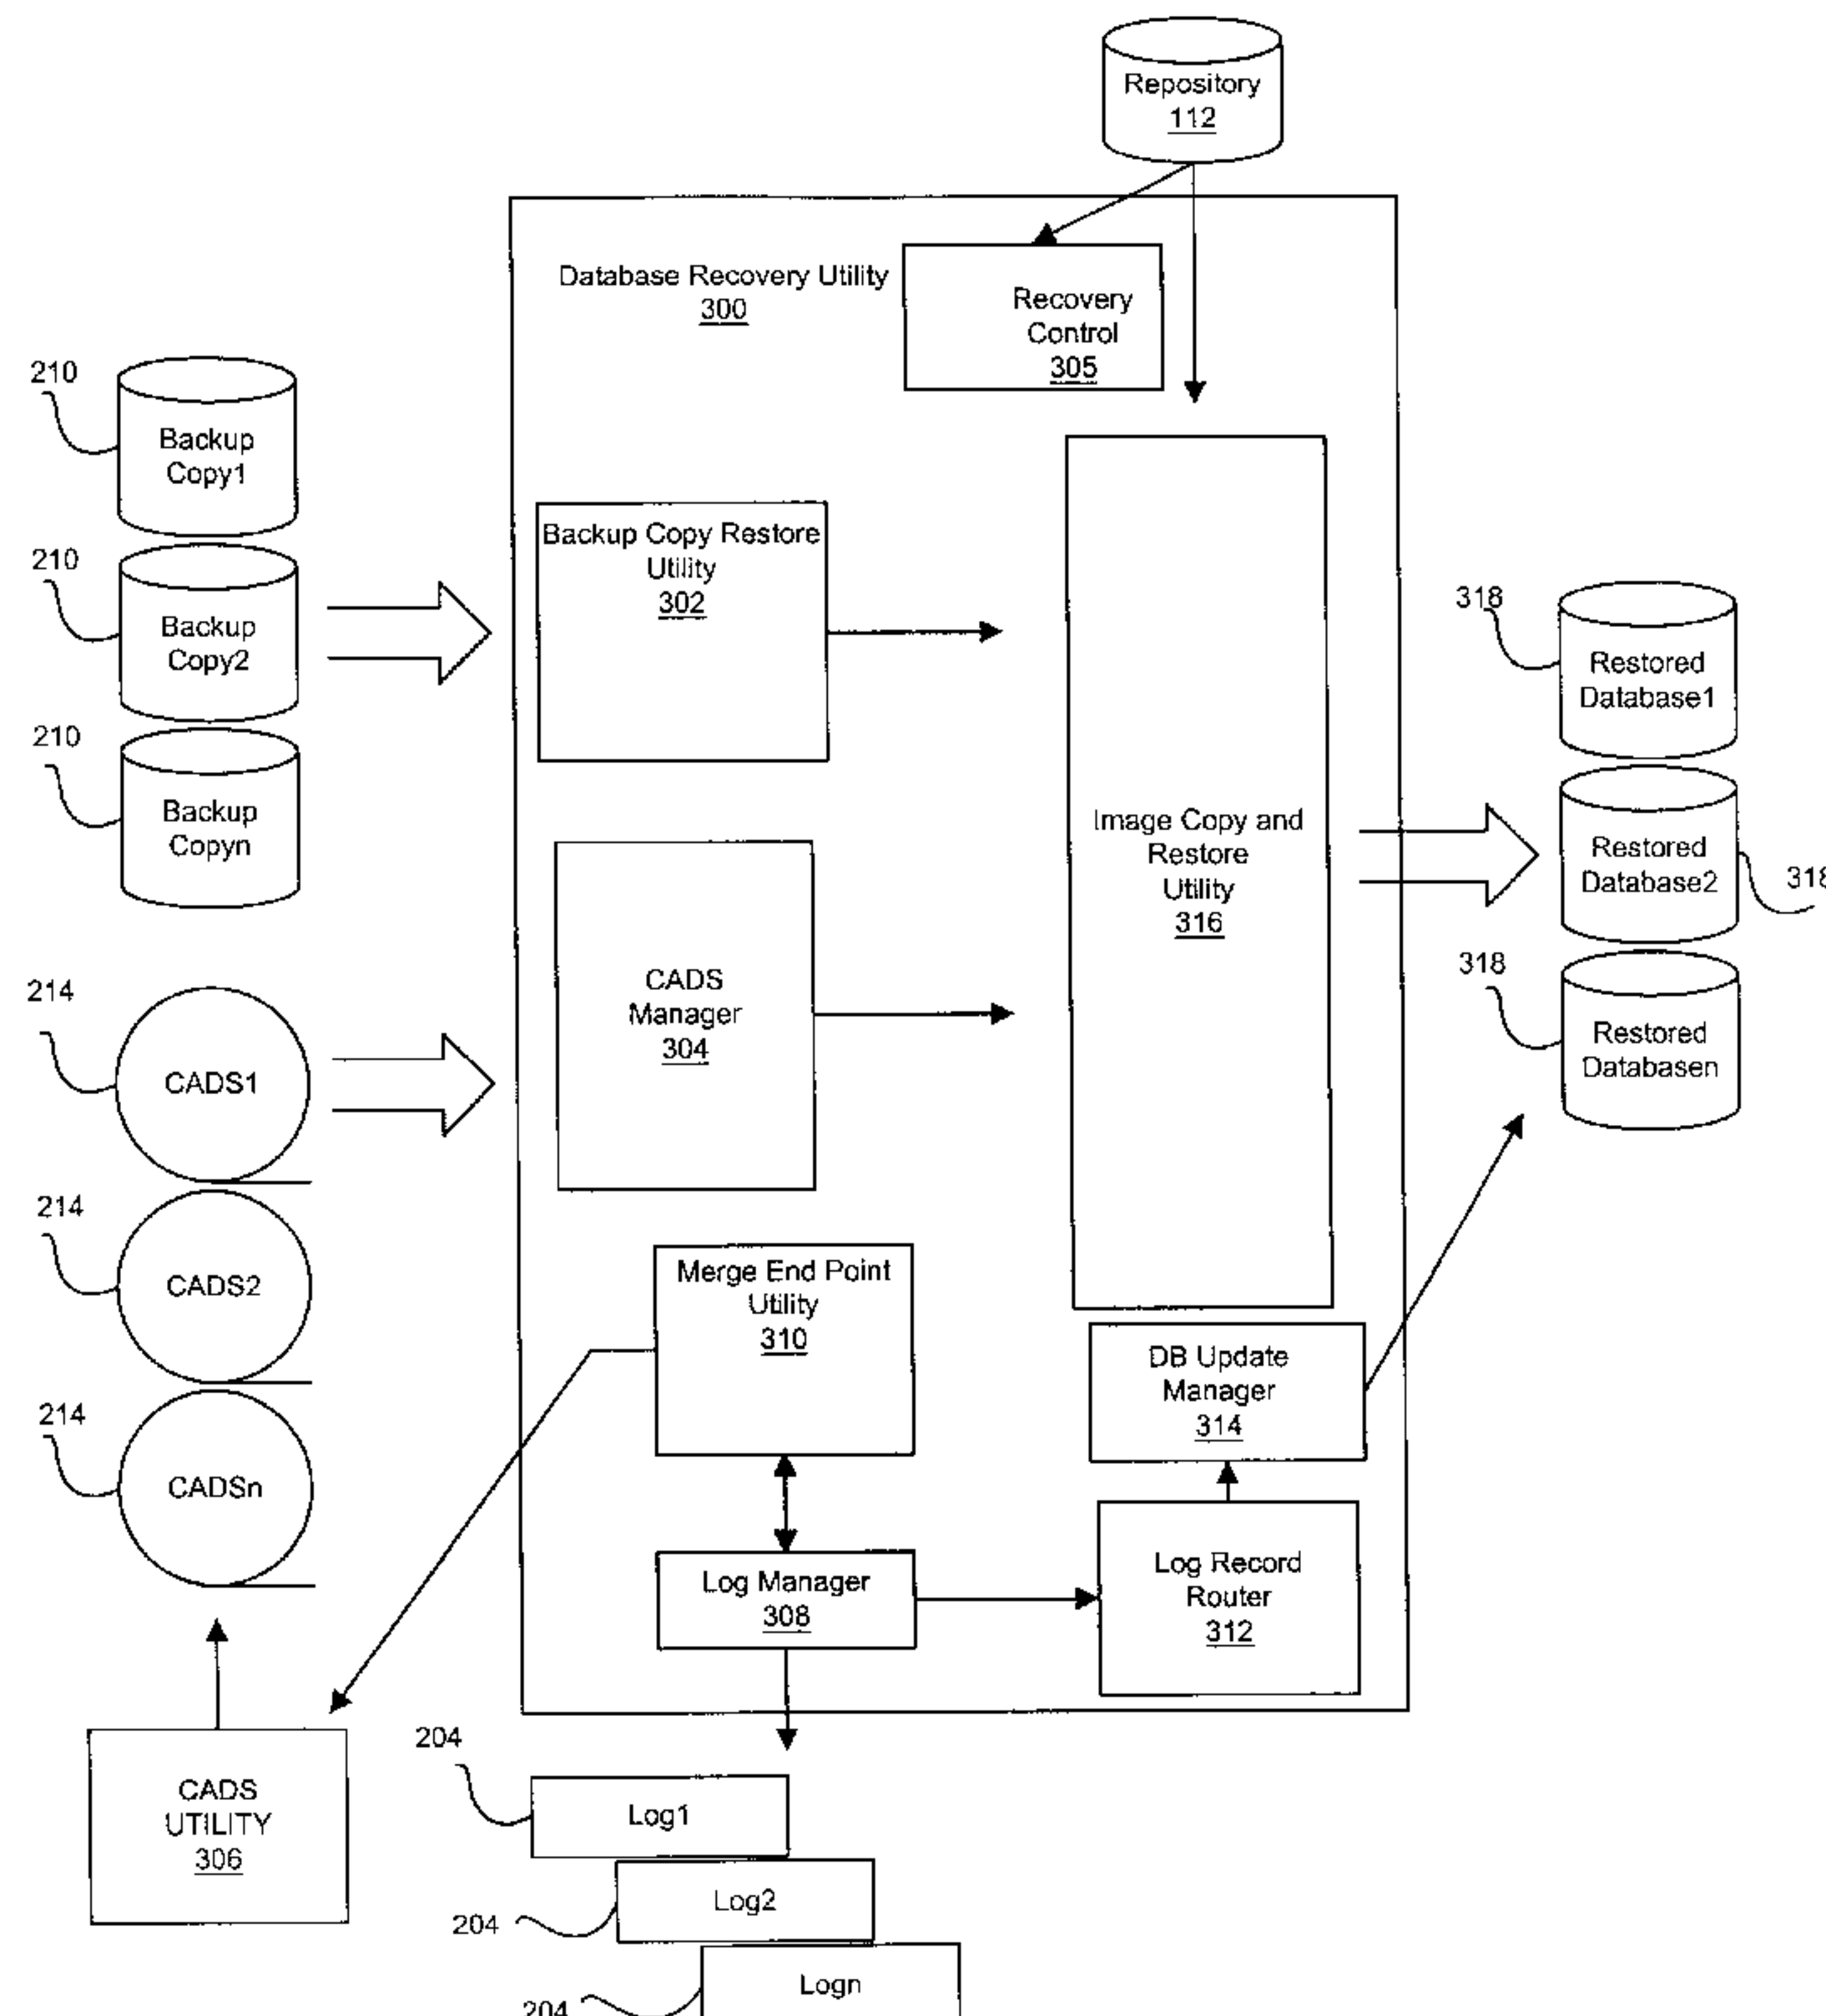 Repository
112
Database Recovery Utility
300
Recovery
Control
305
210
Backup
Copy1
210
Backup
Copy2
210
Backup
Copyn
Backup Copy Restore
Utility
302
Image Copy and
Restore
Utility
316
318
Restored
Database1
Restored
Database2
318
318
Restored
Databasen
CADS
Manager
304
214
CADS1
214
CADS2
214
CADSn
Merge End Point
Utility
310
DB Update
Manager
314
Log Manager
308
Log Record
Router
312
CADS
UTILITY
306
204
Log1
204
Log2
204
Logn